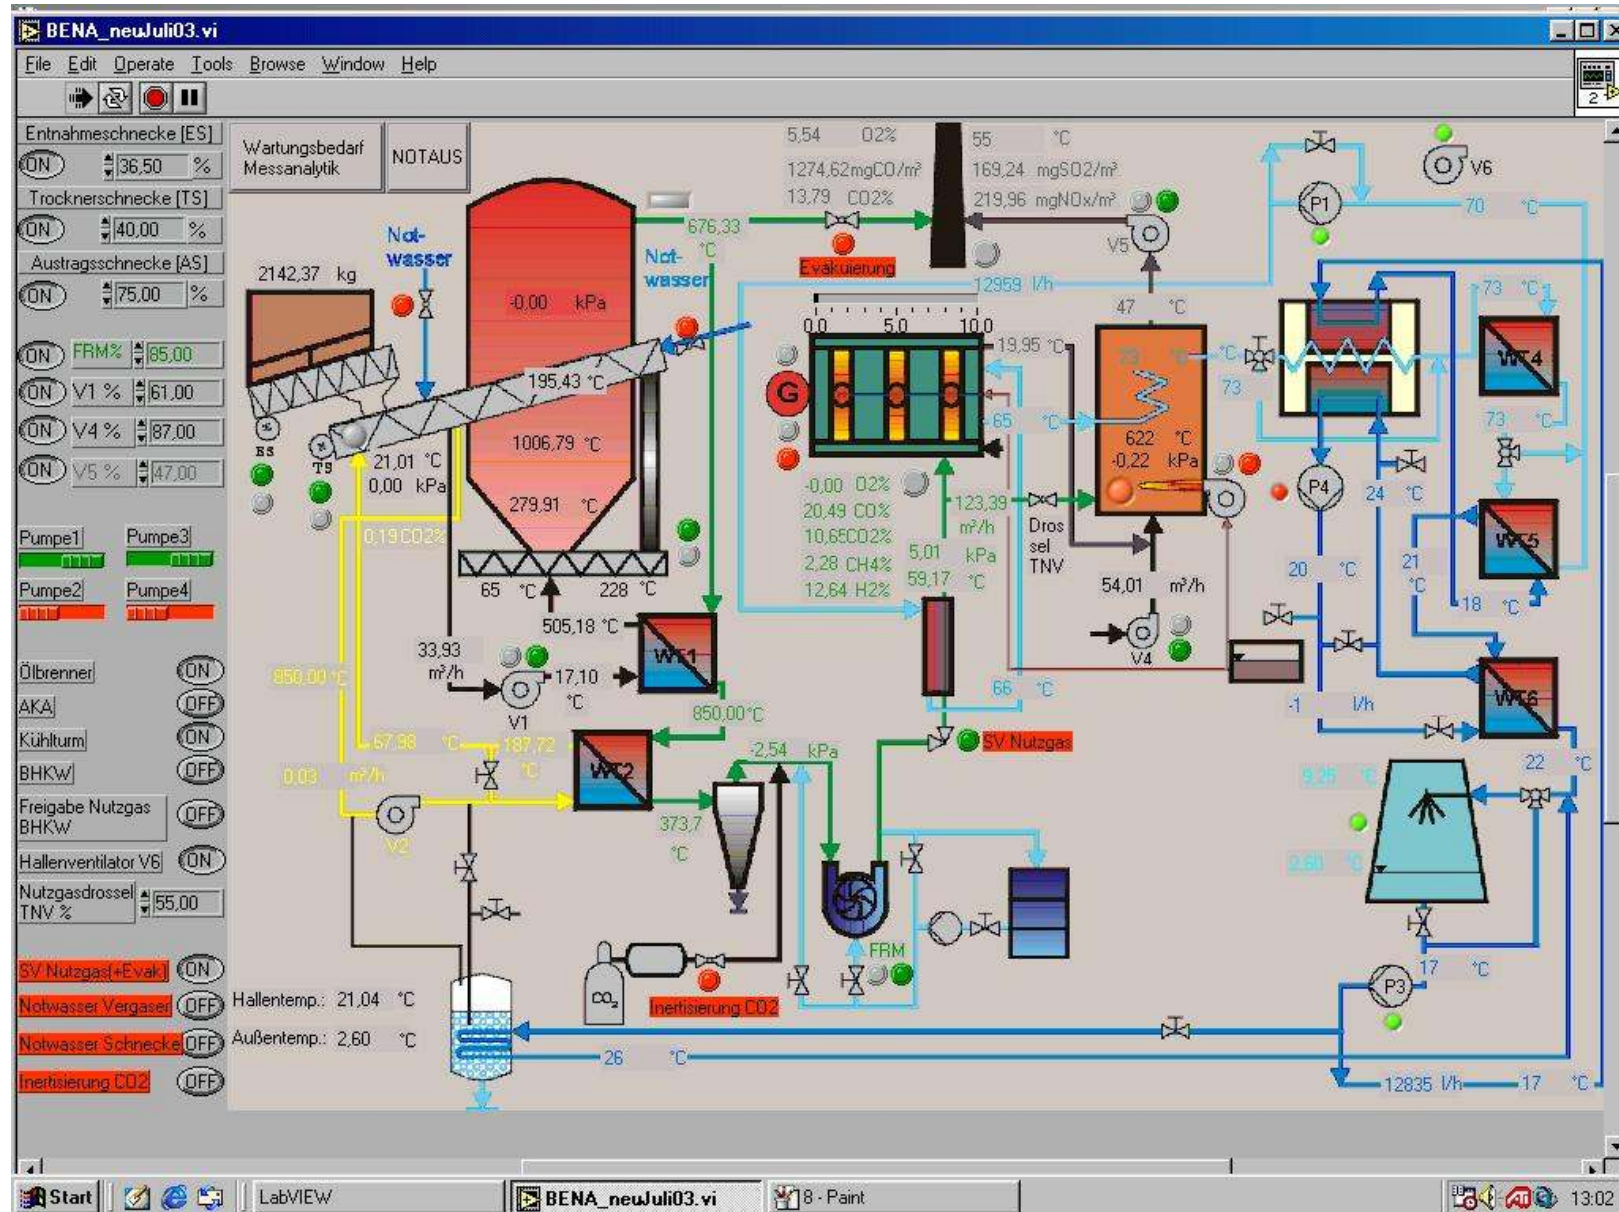 BENA_neuJuli03.vi
File Edit Operate Tools Browse Window Help
2
Entnahmeschnecke [ES]
ON 36,50 %
Trocknerschnecke [TS]
ON 40,00 %
Austragsschnecke [AS]
ON 75,00 %
ON FRM% 85,00
ON V1 % 61,00
ON V4 % 87,00
ON V5 % 47,00
Pumpe1 Pumpe3
Pumpe2 Pumpe4
Ölbrenner ON
AKA OFF
Kühlturm ON
BHKW OFF
Freigabe Nutzgas
BHKW OFF
Hallenventilator V6 ON
Nutzgasdrossel
TNV % 55,00
SV Nutzgas(+Evak) ON
Notwasser Vergaser OFF
Notwasser Schnecke OFF
Inertisierung CO2 OFF
Wartungsbedarf
Messanalytik
NOTAUS
5,54 O2%
1274,62 mgCO/m³
13,79 CO2%
55 °C
169,24 mgSO2/m³
219,96 mgNOx/m³
V6
P1
70 °C
V5
Evakuierung
12959 l/h
676,33
°C
Not-
wasser
Not-
wasser
2142,37 kg
-0,00 kPa
195,43 °C
1006,79 °C
279,91 °C
ES
TS
21,01 °C
0,00 kPa
0,19 CO2%
65 °C 228 °C
505,18 °C
0,0 5,0 10,0
G
19,95 °C
65 °C
47 °C
73 °C
73
622 °C
-0,22 kPa
73 °C
WT4
73 °C
P4
24 °C
WT5
20 °C
21
°C
18 °C
-0,00 O2%
20,49 CO%
10,65 CO2%
2,28 CH4%
12,64 H2%
123,39
m³/h
5,01
kPa
59,17 °C
Dros
sel
TNV
54,01 m³/h
V4
33,93
m³/h
17,10
°C
V1
WT1
850,00 °C
850,00 °C
67,98 °C
187,72
°C
0,03 m³/h
V2
WT2
-2,54 kPa
373,7
°C
66 °C
SV Nutzgas
-1 l/h
WT6
22 °C
9,25 °C
2,60 °C
FRM
CO₂
Inertisierung CO2
17 °C
P3
Hallentemp.: 21,04 °C
Außentemp.: 2,60 °C
26 °C
12835 l/h 17 °C
Start LabVIEW BENA_neuJuli03.vi 8 - Paint 13:02